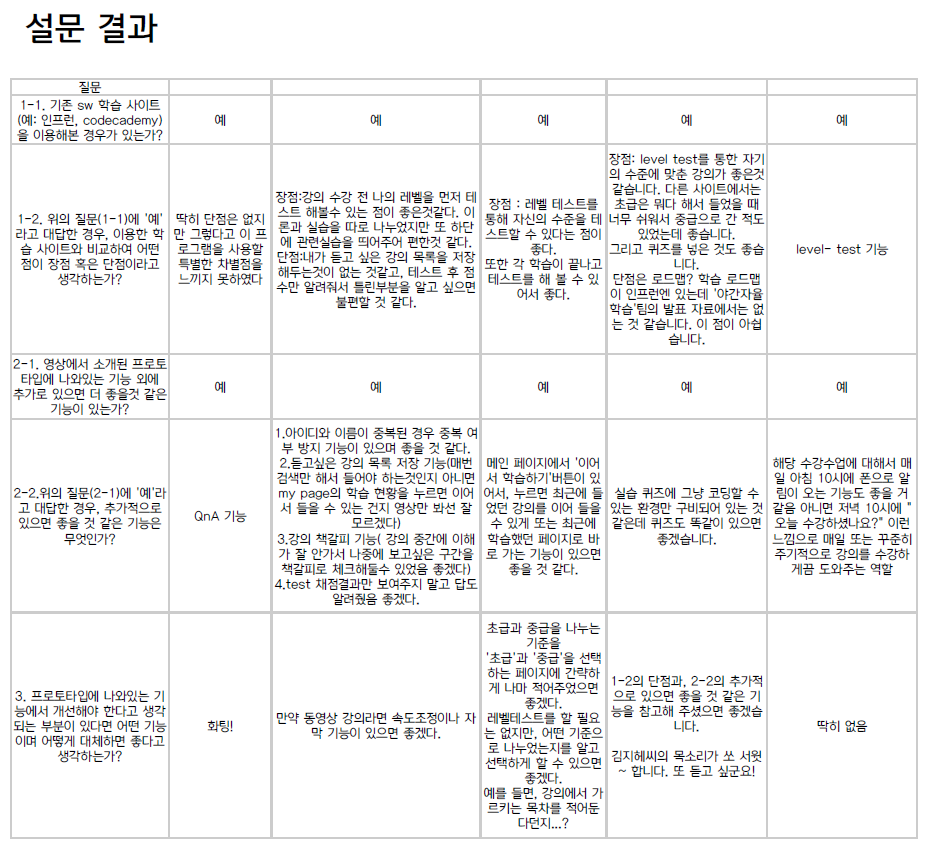 설문 결과
질문
1-1. 기존 sw 학습 사이트
(예: 인프런, codecademy)
을 이용해본 경우가 있는가?
예
예
예
예
예
1-2. 위의 질문(1-1)에 '예'
라고 대답한 경우, 이용한 학
습 사이트와 비교하여 어떤
점이 장점 혹은 단점이라고
생각하는가?
딱히 단점은 없지
만 그렇다고 이 프
로그램을 사용할
특별한 차별점을
느끼지 못하였다
장점:강의 수강 전 나의 레벨을 먼저 테
스트 해볼수 있는 점이 좋은것같다. 이
론과 실습을 따로 나누었지만 또 하단
에 관련실습을 띄어주어 편한것 같다.
단점:내가 듣고 싶은 강의 목록을 저장
해두는것이 없는 것같고, 테스트 후 점
수만 알려줘서 틀린부분을 알고 싶으면
불편할 것 같다.
장점 : 레벨 테스트를
통해 자신의 수준을 테
스트할 수 있다는 점이
좋다.
또한 각 학습이 끝나고
테스트를 해 볼 수 있
어서 좋다.
장점: level test를 통한 자기
의 수준에 맞춘 강의가 좋은것
같습니다. 다른 사이트에서는
초급은 뭐다 해서 들었을 때
너무 쉬워서 중급으로 간 적도
있었는데 좋습니다.
그리고 퀴즈를 넣은 것도 좋습
니다.
단점은 로드맵? 학습 로드맵
이 인프런엔 있는데 '야간자율
학습'팀의 발표 자료에서는 없
는 것 같습니다. 이 점이 아쉽
습니다.
level- test 기능
2-1. 영상에서 소개된 프로토
타입에 나와있는 기능 외에
추가로 있으면 더 좋을것 같은
기능이 있는가?
예
예
예
예
예
2-2.위의 질문(2-1)에 '예'라
고 대답한 경우, 추가적으로
있으면 좋을 것 같은 기능은
무엇인가?
QnA 기능
1.아이디와 이름이 중복된 경우 중복 여
부 방지 기능이 있으며 좋을 것 같다.
2.듣고싶은 강의 목록 저장 기능(매번
검색만 해서 들어야 하는것인지 아니면
my page의 학습 현황을 누르면 이어
서 들을 수 있는 건지 영상만 봐선 잘
모르겠다)
3.강의 책갈피 기능( 강의 중간에 이해
가 잘 안가서 나중에 보고싶은 구간을
책갈피로 체크해둘수 있었음 좋겠다)
4.test 채점결과만 보여주지 말고 답도
알려줬음 좋겠다.
메인 페이지에서 '이어
서 학습하기'버튼이 있
어서, 누르면 최근에 들
었던 강의를 이어 들을
수 있게 또는 최근에
학습했던 페이지로 바
로 가는 기능이 있으면
좋을 것 같다.
실습 퀴즈에 그냥 코딩할 수
있는 환경만 구비되어 있는 것
같은데 퀴즈도 똑같이 있으면
좋겠습니다.
해당 수강수업에 대해서 매
일 아침 10시에 폰으로 알
림이 오는 기능도 좋을 거
같음 아니면 저녁 10시에 "
오늘 수강하셨나요?" 이런
느낌으로 매일 또는 꾸준히
주기적으로 강의를 수강하
게끔 도와주는 역할
3. 프로토타입에 나와있는 기
능에서 개선해야 한다고 생각
되는 부분이 있다면 어떤 기능
이며 어떻게 대체하면 좋다고
생각하는가?
화팅!
만약 동영상 강의라면 속도조정이나 자
막 기능이 있으면 좋겠다.
초급과 중급을 나누는
기준을
'초급'과 '중급'을 선택
하는 페이지에 간략하
게 나마 적어주었으면
좋겠다.
레벨테스트를 할 필요
는 없지만, 어떤 기준으
로 나누었는지를 알고
선택하게 할 수 있으면
좋겠다.
예를 들면, 강의에서 가
르키는 목차를 적어둔
다던지...?
1-2의 단점과, 2-2의 추가적
으로 있으면 좋을 것 같은 기
능을 참고해 주셨으면 좋겠습
니다.
김지혜씨의 목소리가 쏘 서윗
~ 합니다. 또 듣고 싶군요!
딱히 없음